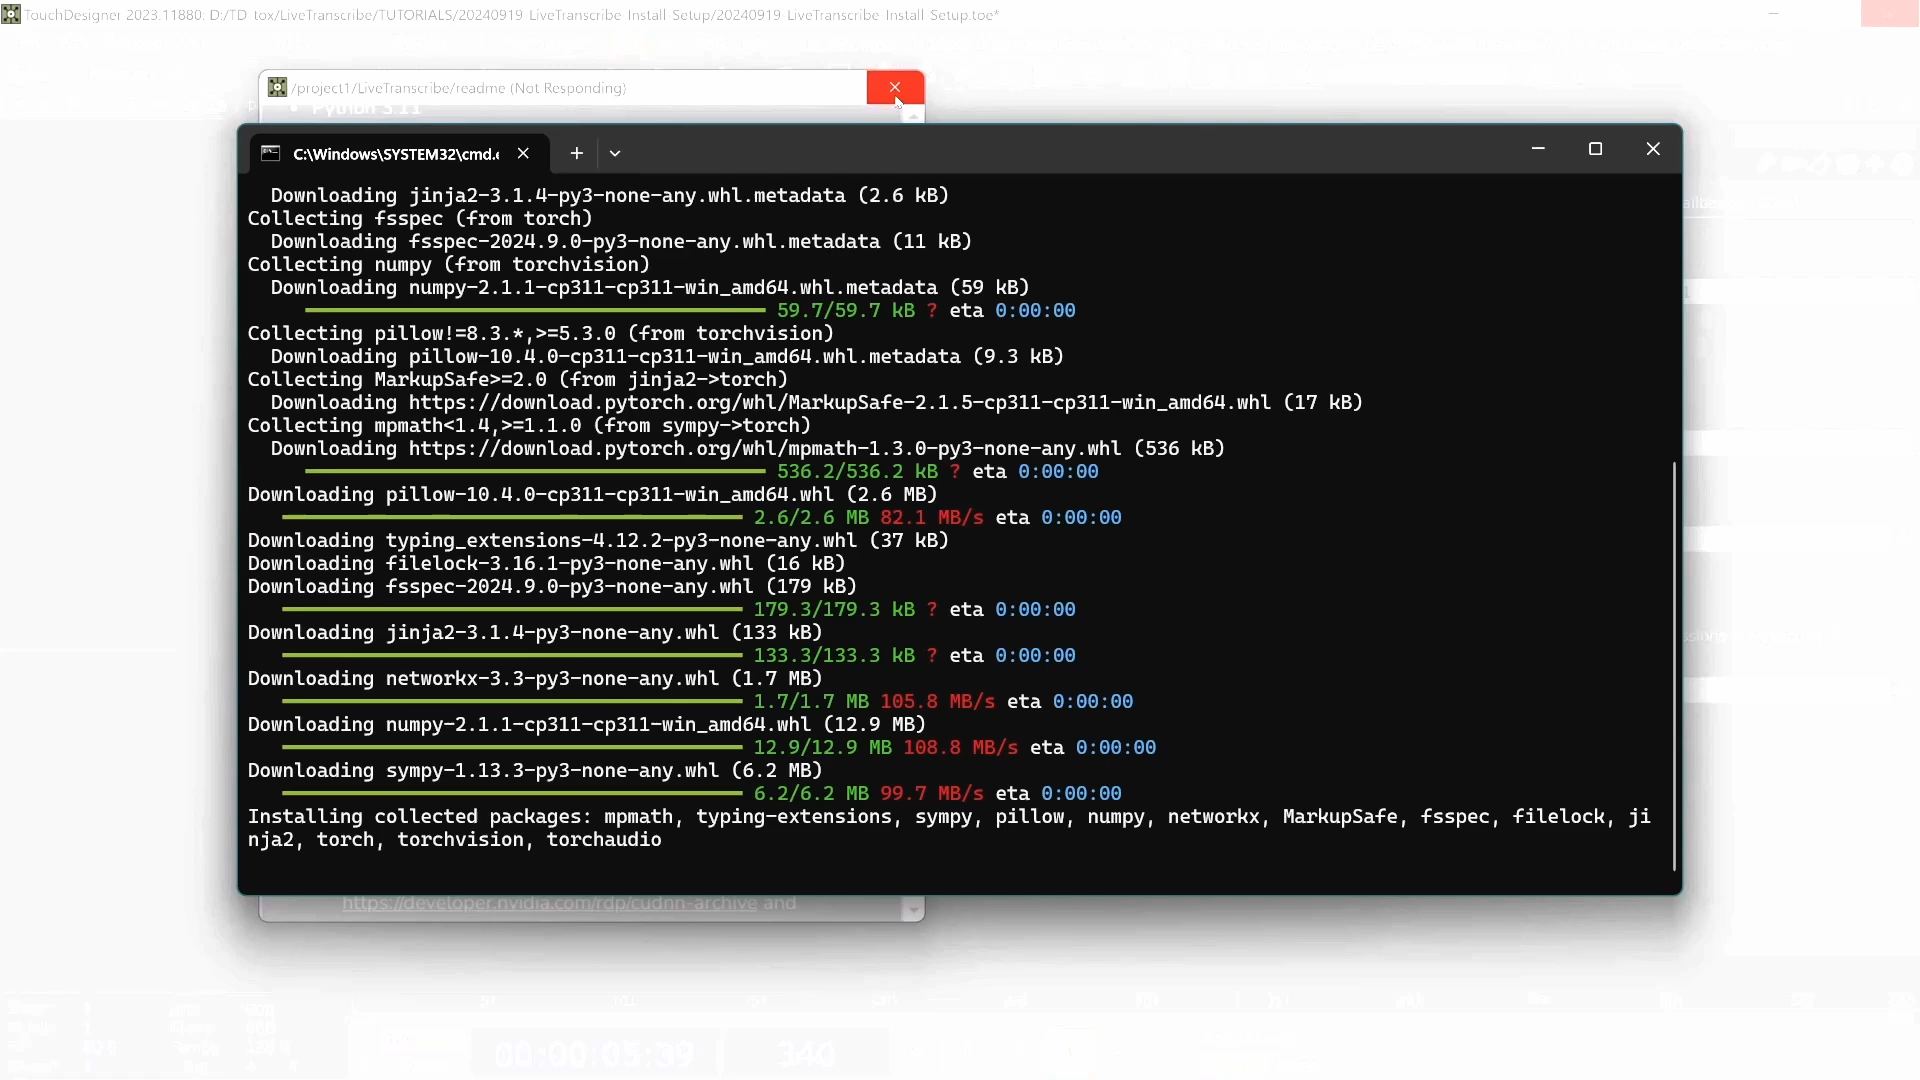 TouchDesigner 2023.11880: D:/TD_tox/LiveTranscribe/TUTORIALS/20240919_LiveTranscribe_Install_Setup/20240919_LiveTranscribe_Install_Setup.toe*
/project1/LiveTranscribe/readme (Not Responding)
• Python 3.11
C:\Windows\SYSTEM32\cmd.e
Downloading jinja2-3.1.4-py3-none-any.whl.metadata (2.6 kB)
Collecting fsspec (from torch)
Downloading fsspec-2024.9.0-py3-none-any.whl.metadata (11 kB)
Collecting numpy (from torchvision)
Downloading numpy-2.1.1-cp311-cp311-win_amd64.whl.metadata (59 kB)
59.7/59.7 kB ? eta 0:00:00
Collecting pillow!=8.3.*,>=5.3.0 (from torchvision)
Downloading pillow-10.4.0-cp311-cp311-win_amd64.whl.metadata (9.3 kB)
Collecting MarkupSafe>=2.0 (from jinja2->torch)
Downloading https://download.pytorch.org/whl/MarkupSafe-2.1.5-cp311-cp311-win_amd64.whl (17 kB)
Collecting mpmath<1.4,>=1.1.0 (from sympy->torch)
Downloading https://download.pytorch.org/whl/mpmath-1.3.0-py3-none-any.whl (536 kB)
536.2/536.2 kB ? eta 0:00:00
Downloading pillow-10.4.0-cp311-cp311-win_amd64.whl (2.6 MB)
2.6/2.6 MB 82.1 MB/s eta 0:00:00
Downloading typing_extensions-4.12.2-py3-none-any.whl (37 kB)
Downloading filelock-3.16.1-py3-none-any.whl (16 kB)
Downloading fsspec-2024.9.0-py3-none-any.whl (179 kB)
179.3/179.3 kB ? eta 0:00:00
Downloading jinja2-3.1.4-py3-none-any.whl (133 kB)
133.3/133.3 kB ? eta 0:00:00
Downloading networkx-3.3-py3-none-any.whl (1.7 MB)
1.7/1.7 MB 105.8 MB/s eta 0:00:00
Downloading numpy-2.1.1-cp311-cp311-win_amd64.whl (12.9 MB)
12.9/12.9 MB 108.8 MB/s eta 0:00:00
Downloading sympy-1.13.3-py3-none-any.whl (6.2 MB)
6.2/6.2 MB 99.7 MB/s eta 0:00:00
Installing collected packages: mpmath, typing-extensions, sympy, pillow, numpy, networkx, MarkupSafe, fsspec, filelock, ji
nja2, torch, torchvision, torchaudio
https://developer.nvidia.com/rdp/cudnn-archive and
00:00:05:39 340